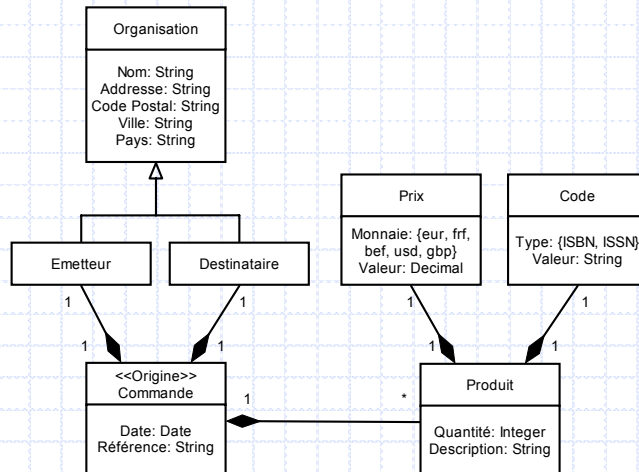 Organisation
Nom: String
Addresse: String
Code Postal: String
Ville: String
Pays: String
Prix
Monnaie: {eur, frf,
bef, usd, gbp}
Valeur: Decimal
Code
Type: {ISBN, ISSN}
Valeur: String
Emetteur
Destinataire
1
1
1
1
1
1
1
1
<<Origine>>
Commande
Date: Date
Référence: String
1
*
Produit
Quantité: Integer
Description: String